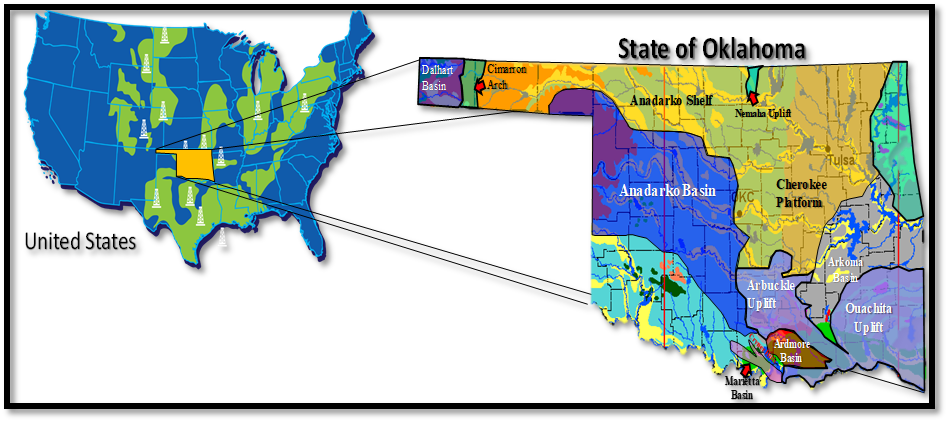 State of Oklahoma
Dalhart
Basin
Cimarron
Arch
Anadarko Shelf
Nemaha Uplift
Tulsa
Anadarko Basin
Cherokee
Platform
OKC
United States
Arkoma
Basin
Arbuckle
Uplift
Ouachita
Uplift
Ardmore
Basin
Marietta
Basin